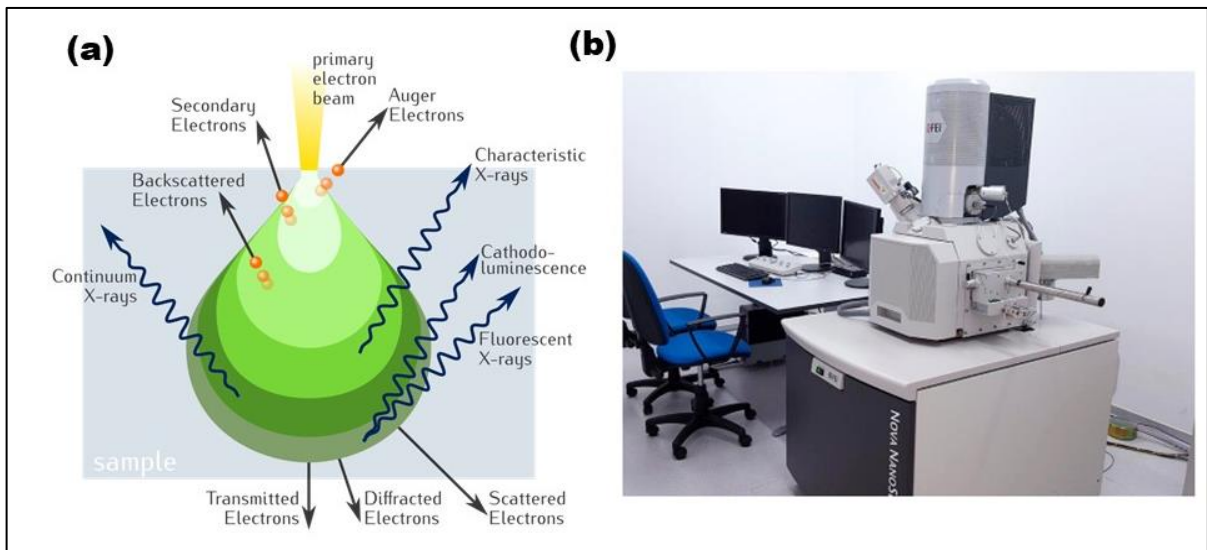 (a)
primary
electron
beam
Secondary
Electrons
Auger
Electrons
Backscattered
Electrons
Characteristic
X-rays
Continuum
X-rays
Cathodo-
luminescence
Fluorescent
X-rays
sample
Transmitted
Electrons
Diffracted
Electrons
Scattered
Electrons
(b)
FEI
NOVA NANOS